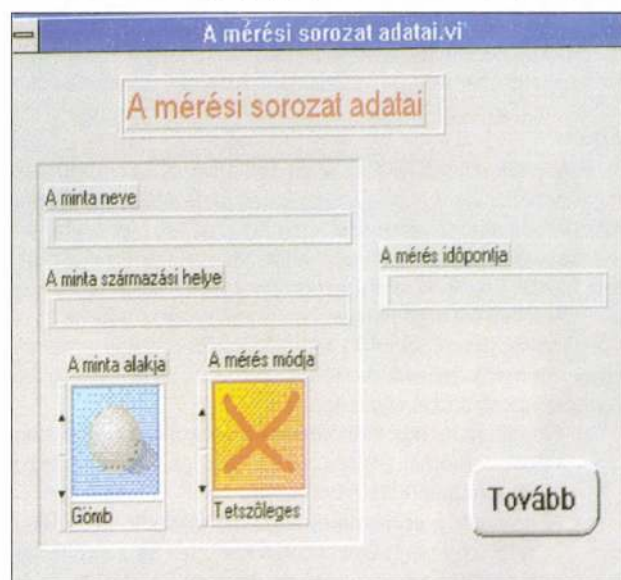 A mérési sorozat adatai.vi
A mérési sorozat adatai
A minta neve
A mérés időpontja
A minta származási helye
A minta alakja
A mérés módja
Gömb
Tetszôleges
Tovább